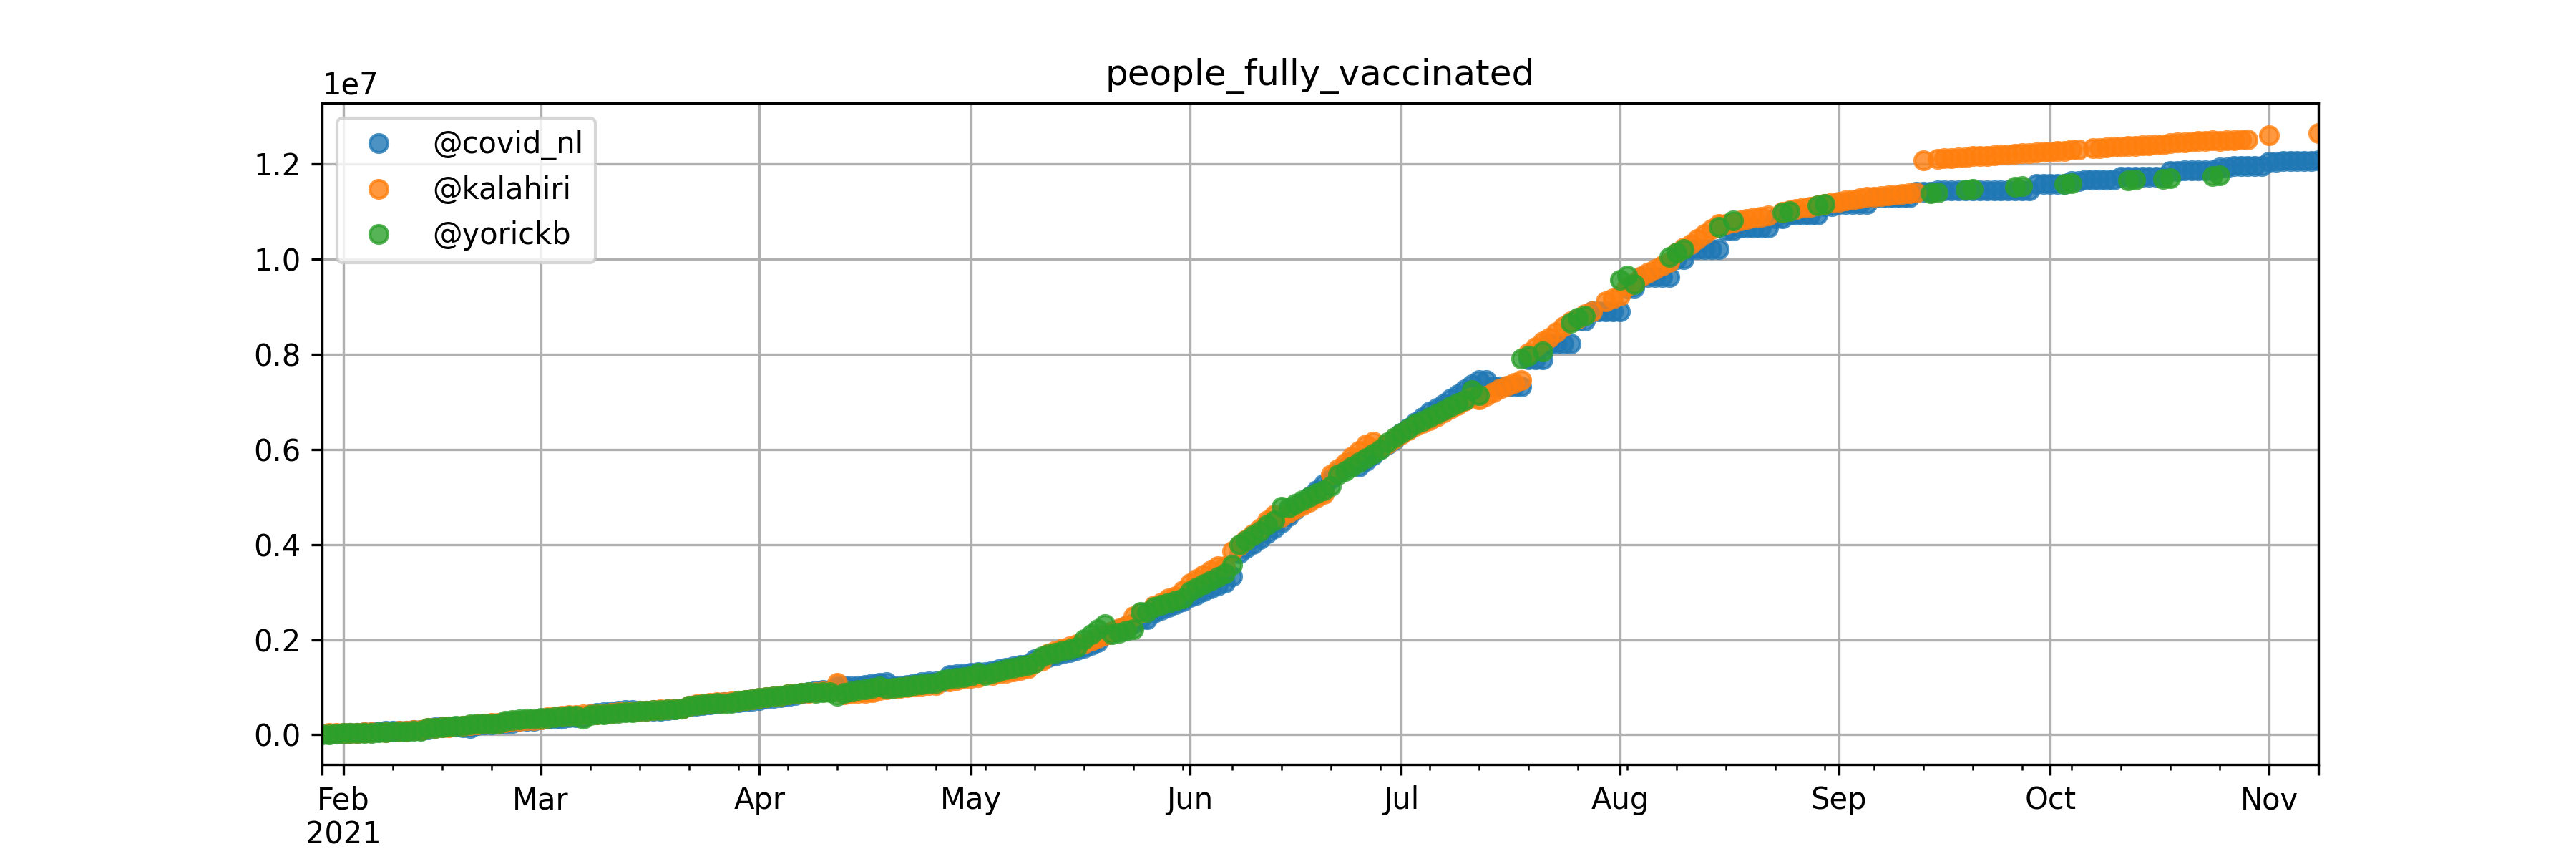 people_fully_vaccinated
1e7
@covid_nl
@kalahiri
@yorickb
1.2
1.0
0.8
0.6
0.4
0.2
0.0
Feb Mar Apr May Jun Jul Aug Sep Oct Nov
2021